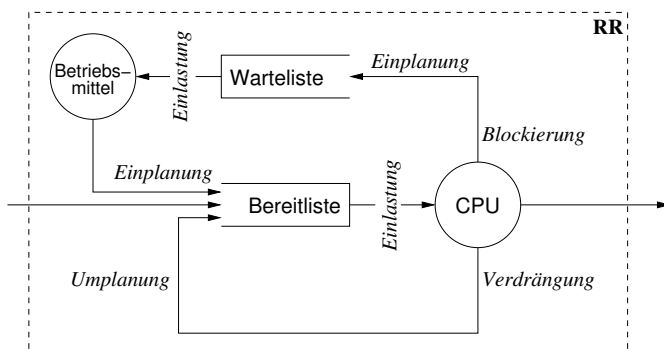 RR
Betriebs–
mittel
Einlastung
Warteliste
Einplanung
Blockierung
Einplanung
Bereitliste
Einlastung
CPU
Umplanung
Verdrängung